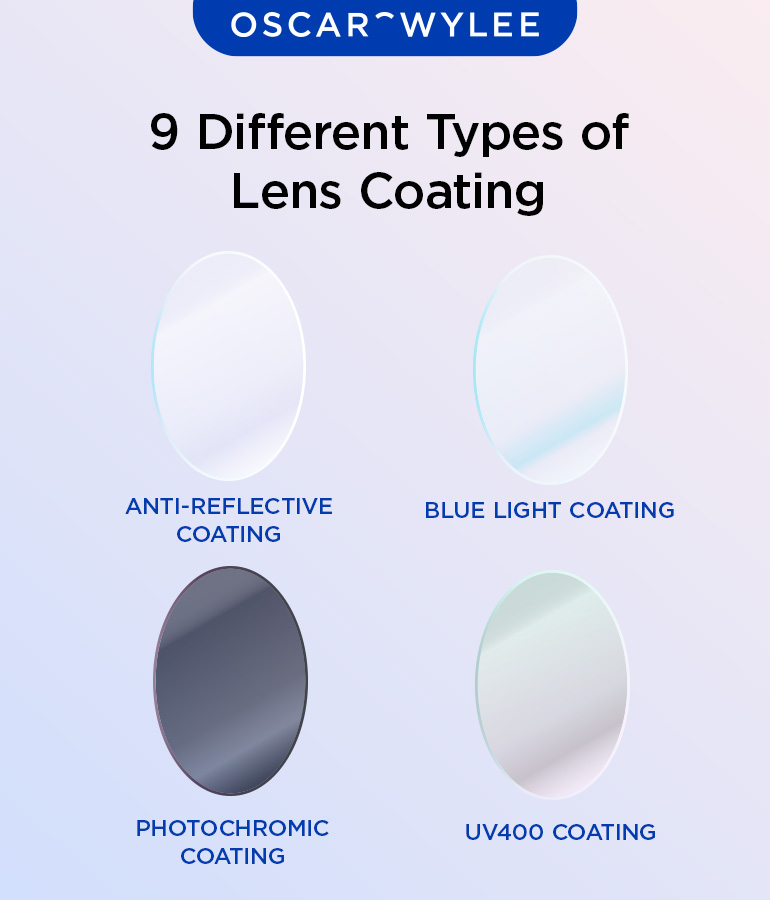 OSCAR WYLEE
9 Different Types of
Lens Coating
ANTI-REFLECTIVE
COATING
BLUE LIGHT COATING
PHOTOCHROMIC
COATING
UV400 COATING